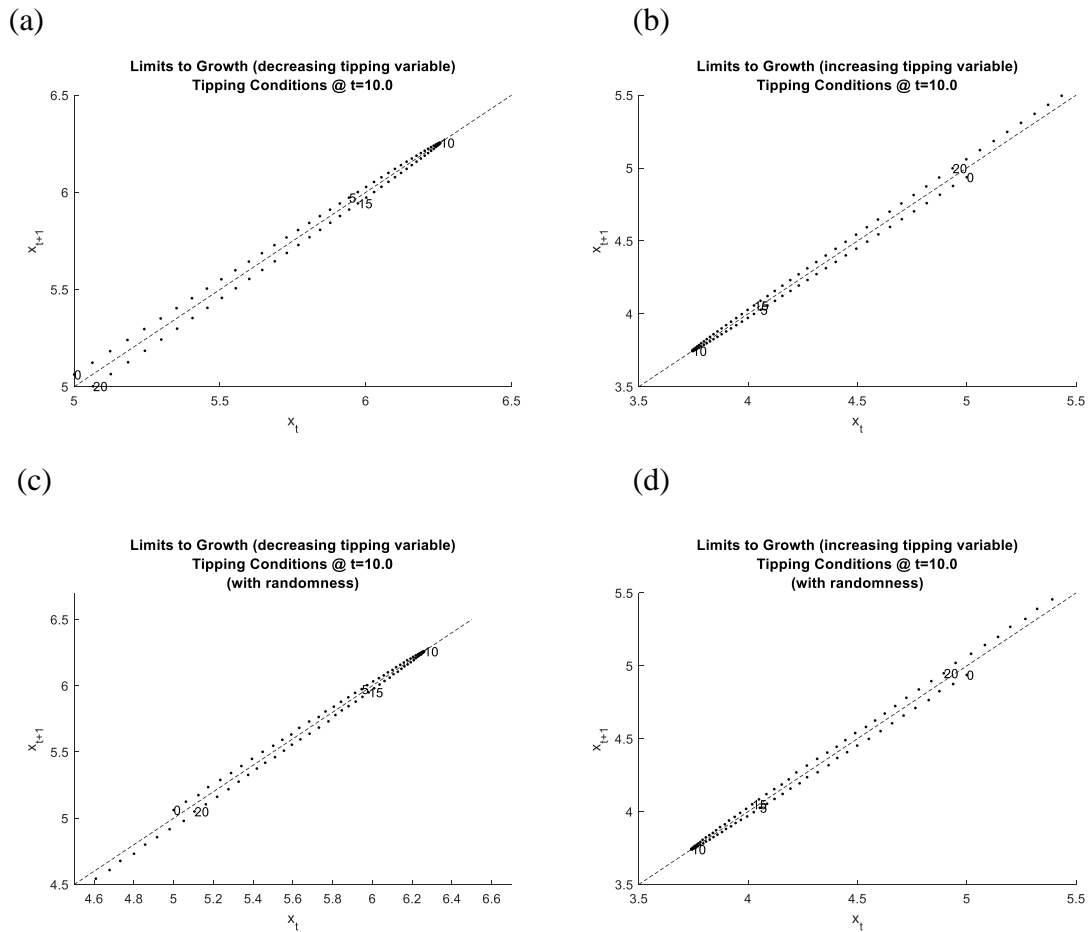 (a)
Limits to Growth (decreasing tipping variable)
Tipping Conditions @ t=10.0
6.5
6
5.5
5
5
5.5
6
6.5
x_{t+1}
x_t
0
5
10
15
20
(b)
Limits to Growth (increasing tipping variable)
Tipping Conditions @ t=10.0
5.5
5
4.5
4
3.5
3.5
4
4.5
5
5.5
x_{t+1}
x_t
0
5
10
15
20
(c)
Limits to Growth (decreasing tipping variable)
Tipping Conditions @ t=10.0
(with randomness)
6.5
6
5.5
5
4.5
4.6
4.8
5
5.2
5.4
5.6
5.8
6
6.2
6.4
6.6
x_{t+1}
x_t
0
5
10
15
20
(d)
Limits to Growth (increasing tipping variable)
Tipping Conditions @ t=10.0
(with randomness)
5.5
5
4.5
4
3.5
3.5
4
4.5
5
5.5
x_{t+1}
x_t
0
5
10
15
20